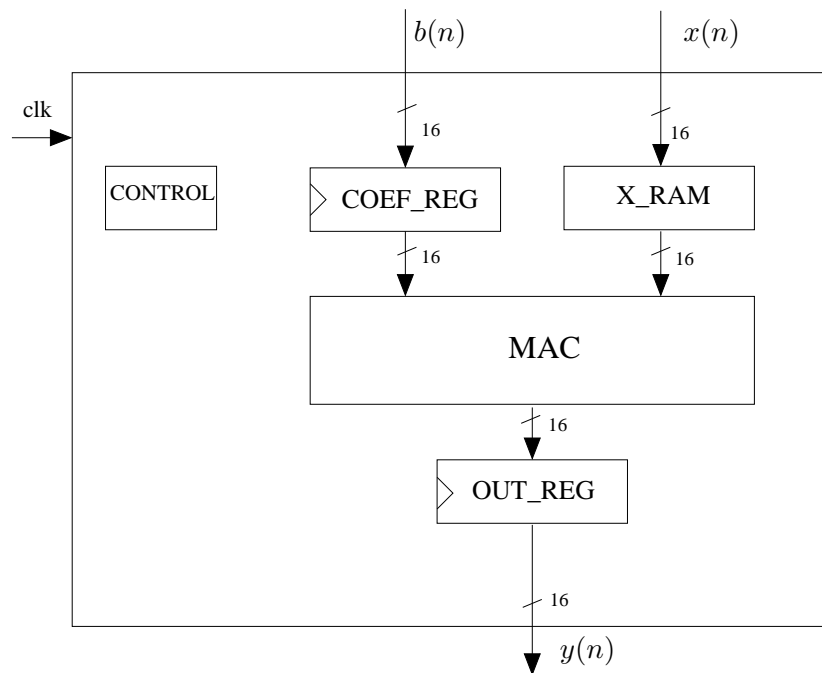 b(n)
x(n)
clk
16
16
CONTROL
COEF_REG
X_RAM
16
16
MAC
16
OUT_REG
16
y(n)